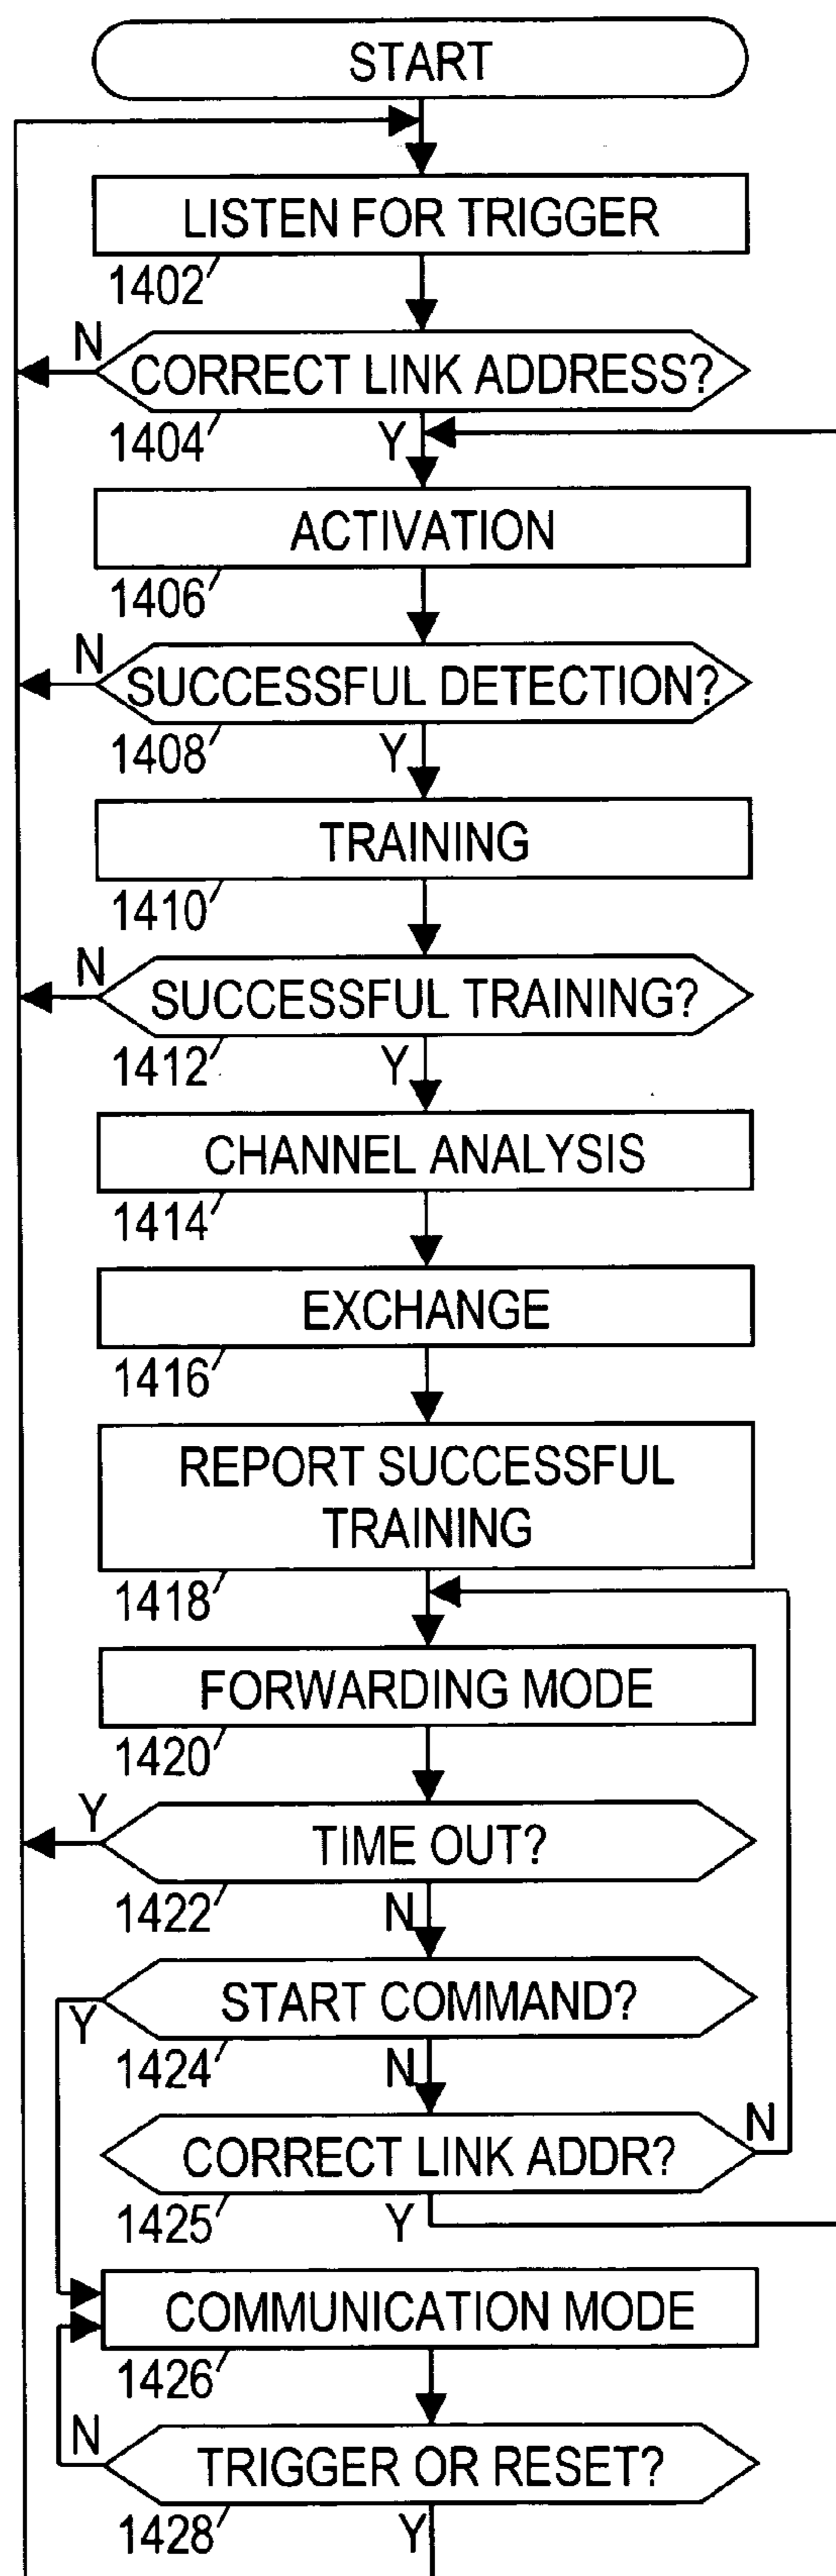 START
LISTEN FOR TRIGGER
1402
N
CORRECT LINK ADDRESS?
1404
Y
ACTIVATION
1406
N
SUCCESSFUL DETECTION?
1408
Y
TRAINING
1410
N
SUCCESSFUL TRAINING?
1412
Y
CHANNEL ANALYSIS
1414
EXCHANGE
1416
REPORT SUCCESSFUL
TRAINING
1418
FORWARDING MODE
1420
Y
TIME OUT?
1422
N
START COMMAND?
Y
1424
N
CORRECT LINK ADDR?
N
1425
Y
COMMUNICATION MODE
1426
N
TRIGGER OR RESET?
1428
Y